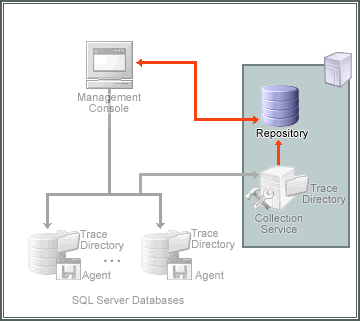 Management
Console
Repository
Trace
Directory
Collection
Service
Trace
Directory
Agent
...
Trace
Directory
Agent
SQL Server Databases